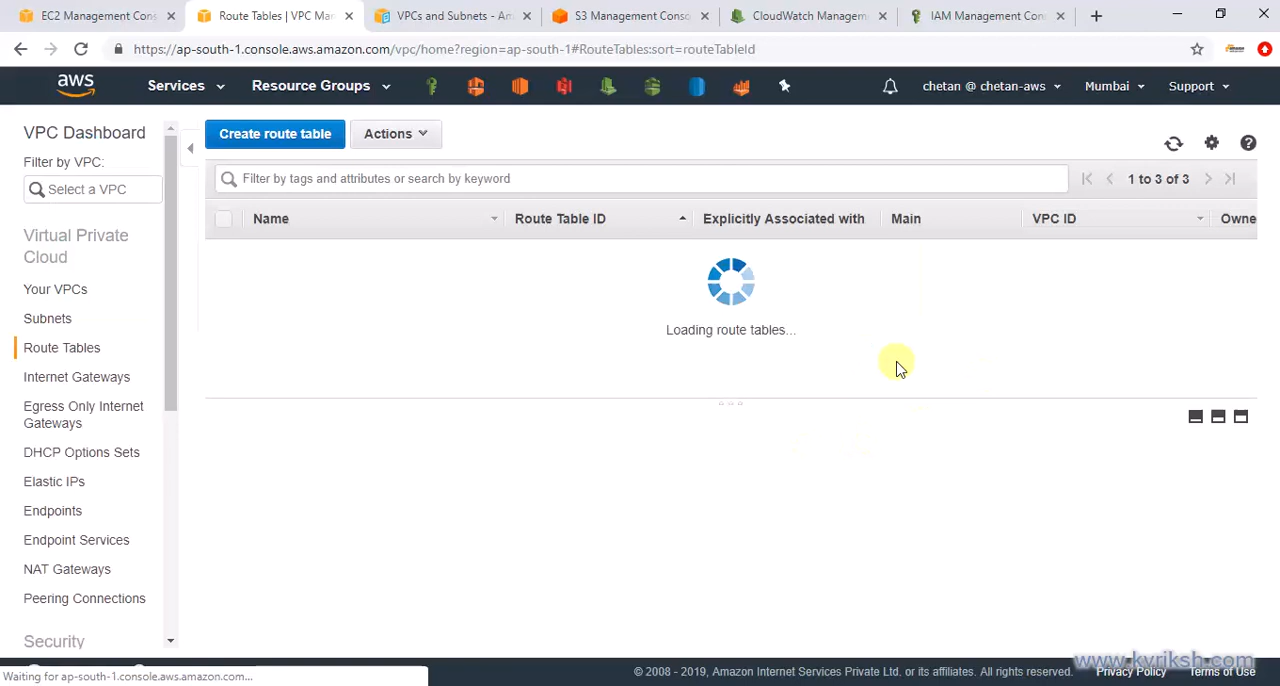 EC2 Management Cons
Route Tables | VPC Mar
VPCs and Subnets - Am
S3 Management Conso
CloudWatch Managem
IAM Management Con
https://ap-south-1.console.aws.amazon.com/vpc/home?region=ap-south-1#RouteTables:sort=routeTableId
aws
Services
Resource Groups
chetan @ chetan-aws
Mumbai
Support
VPC Dashboard
Filter by VPC:
Select a VPC
Virtual Private
Cloud
Your VPCs
Subnets
Route Tables
Internet Gateways
Egress Only Internet
Gateways
DHCP Options Sets
Elastic IPs
Endpoints
Endpoint Services
NAT Gateways
Peering Connections
Security
Create route table
Actions
Filter by tags and attributes or search by keyword
1 to 3 of 3
Name
Route Table ID
Explicitly Associated with
Main
VPC ID
Owne
Loading route tables...
Waiting for ap-south-1.console.aws.amazon.com...
© 2008 - 2019, Amazon Internet Services Private Ltd. or its affiliates. All rights reserved.
Privacy Policy
Terms of Use
www.kvriksh.com